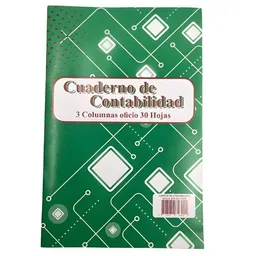 Cuaderno de
Contabilidad
3 Columnas oficio 30 Hojas